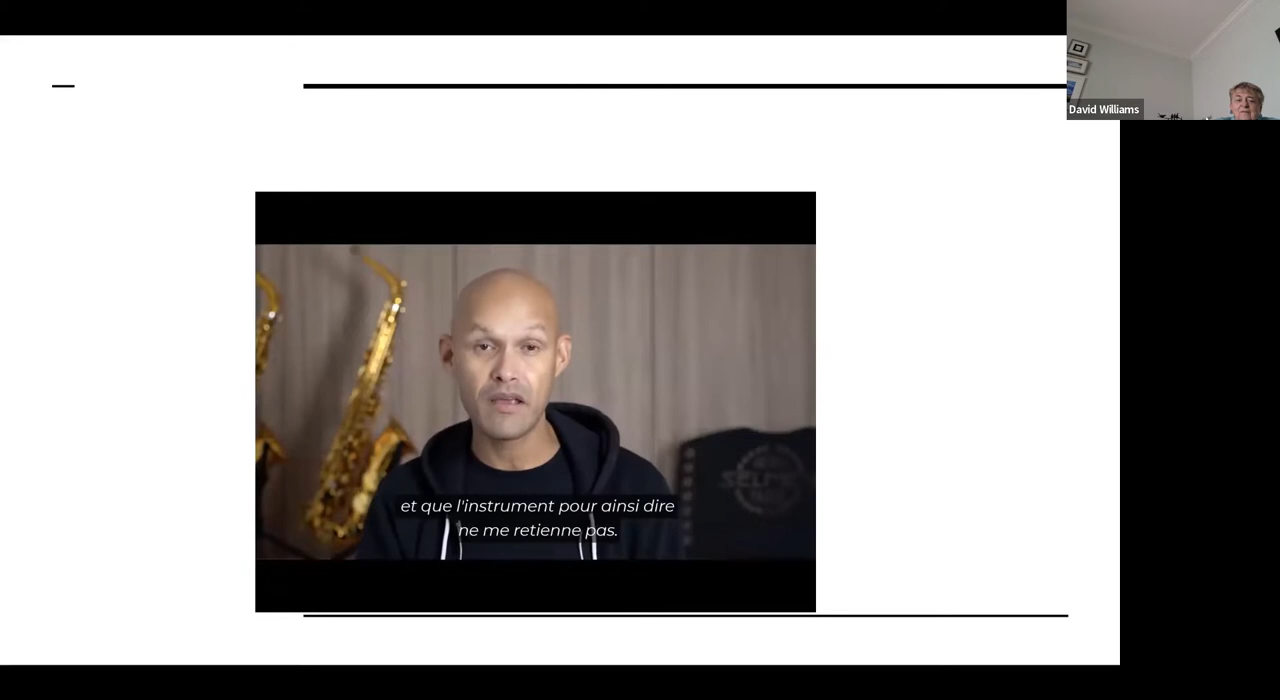 David Williams
et que l'instrument pour ainsi dire
ne me retienne pas.